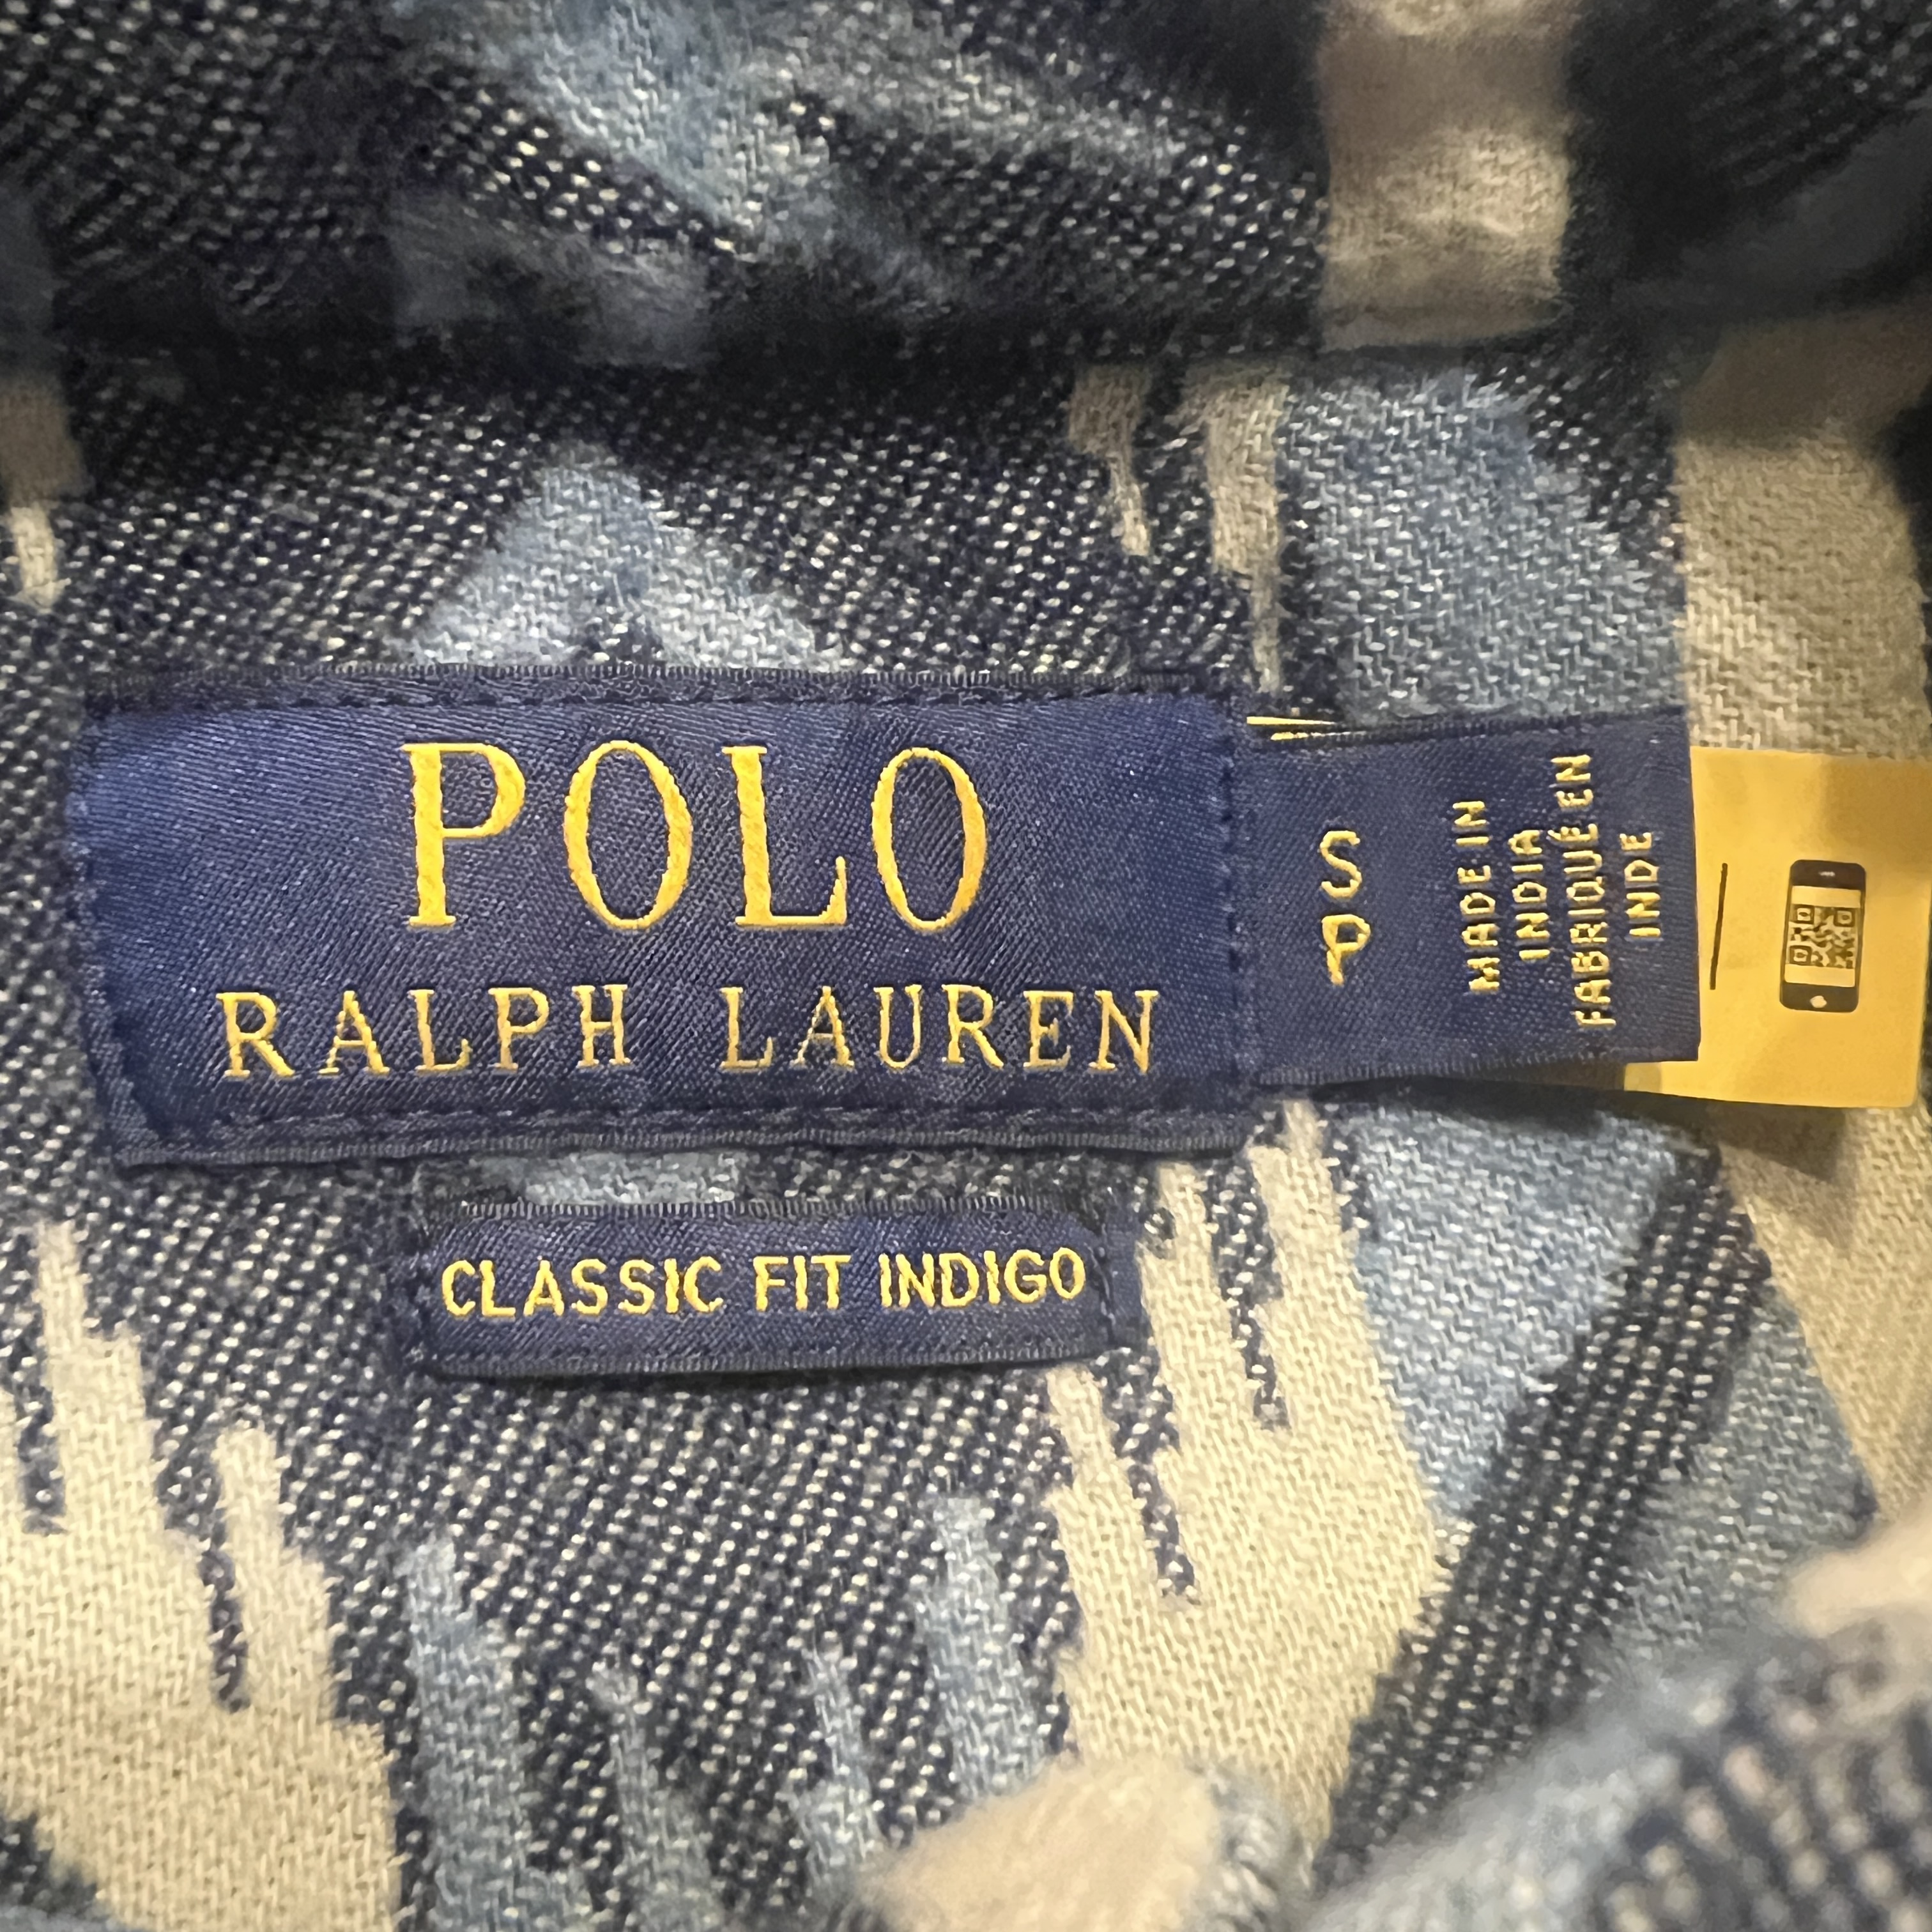 POLO
RALPH LAUREN
S
P
MADE IN
INDIA
FABRIQUÉ EN
INDE
CLASSIC FIT INDIGO